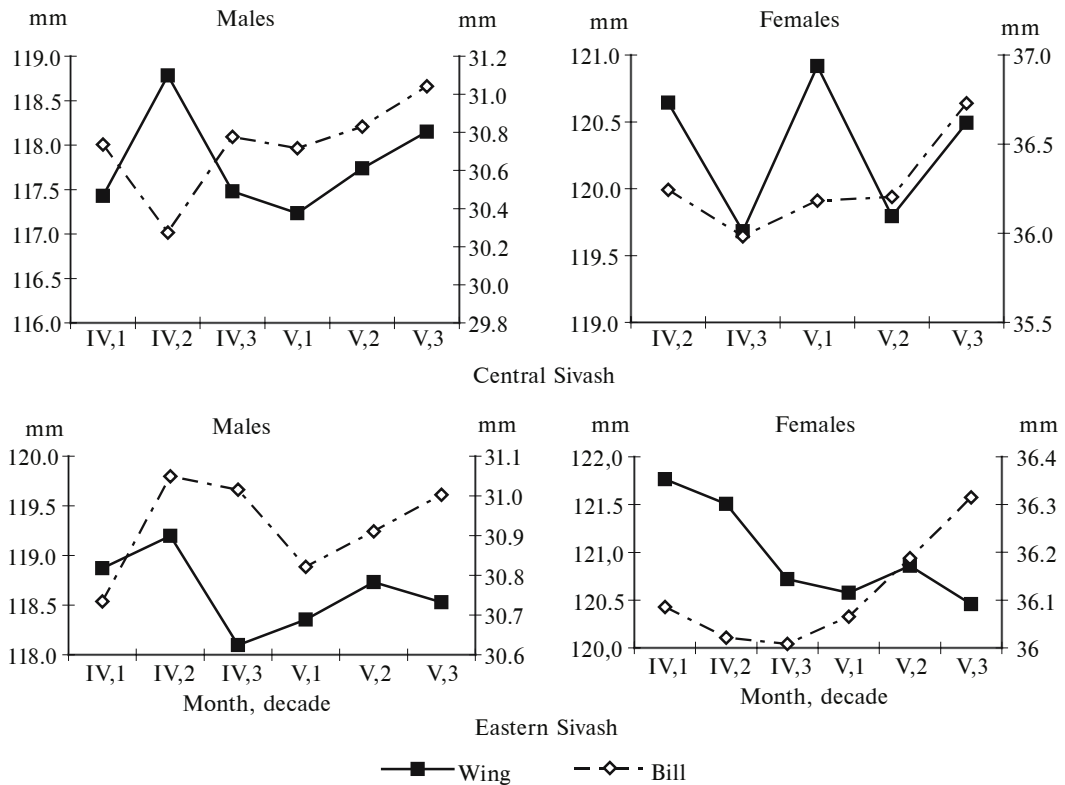 mm Males mm
119.0 31.2
118.5 31.0
118.0 30.8
117.5 30.6
117.0 30.4
116.5 30.2
116.0 30.0
29.8
IV,1 IV,2 IV,3 V,1 V,2 V,3
mm Females mm
121.0 37.0
120.5 36.5
120.0 36.0
119.5 35.5
119.0
IV,2 IV,3 V,1 V,2 V,3
Central Sivash
mm Males mm
120.0 31.1
119.5 31.0
119.0 30.9
118.5 30.8
118.0 30.7
30.6
IV,1 IV,2 IV,3 V,1 V,2 V,3
Month, decade
mm Females mm
122,0 36.4
121,5 36.3
121,0 36.2
120,5 36.1
120,0 36
IV,1 IV,2 IV,3 V,1 V,2 V,3
Month, decade
Eastern Sivash
Wing Bill